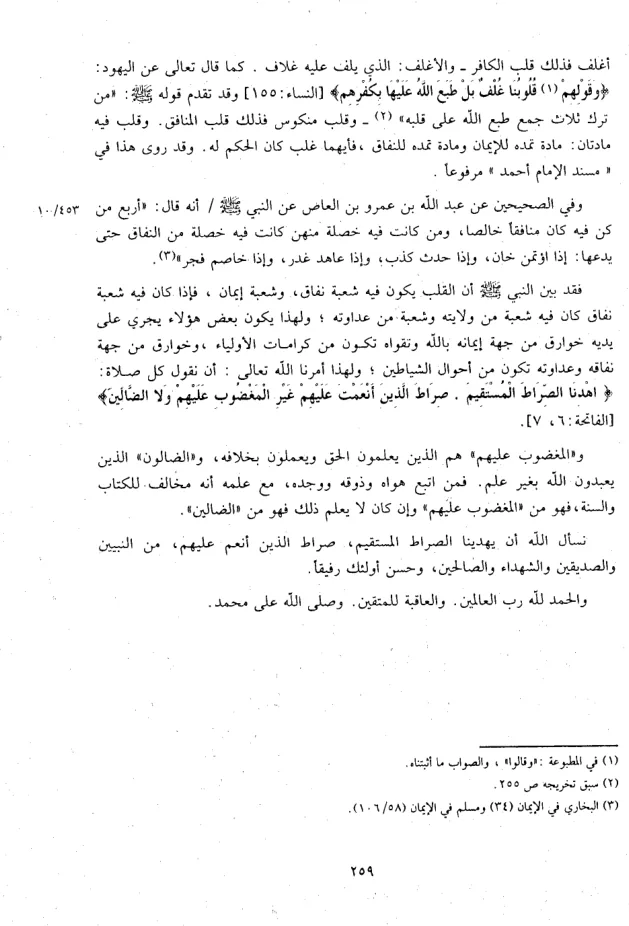 أغلف فذلك قلب الكافر ـ والأغلف: الذي يلف عليه غلاف . كما قال تعالى عن اليهود:
﴿وَقَوْلِهِمْ (١) قُلُوبُنَا غُلْفٌ بَلْ طَبَعَ اللَّهُ عَلَيْهَا بِكُفْرِهِمْ﴾ [النساء:١٥٥] وقد تقدم قوله ﷺ: «من
ترك ثلاث جمع طبع الله على قلبه» (٢) ـ وقلب منكوس فذلك قلب المنافق. وقلب فيه
مادتان: مادة تمده للإيمان ومادة تمده للنفاق ،فأيهما غلب كان الحكم له. وقد روى هذا في
«مسند الإمام أحمد » مرفوعاً.
وفي الصحيحين عن عبد الله بن عمرو بن العاص عن النبي ﷺ / أنه قال: «أربع من ١٠/٤٥٣
كن فيه كان منافقاً خالصا، ومن كانت فيه خصلة منهن كانت فيه خصلة من النفاق حتى
يدعها: إذا اؤتمن خان، وإذا حدث كذب، وإذا عاهد غدر، وإذا خاصم فجر»(٣).
فقد بين النبي ﷺ أن القلب يكون فيه شعبة نفاق، وشعبة إيمان ، فإذا كان فيه شعبة
نفاق كان فيه شعبة من ولايته وشعبة من عداوته ؛ ولهذا يكون بعض هؤلاء يجري على
يديه خوارق من جهة إيمانه بالله وتقواه تكون من كرامات الأولياء ،وخوارق من جهة
نفاقه وعداوته تكون من أحوال الشياطين ؛ ولهذا أمرنا الله تعالى : أن نقول كل صلاة:
﴿ اهْدِنَا الصِّرَاطَ الْمُسْتَقِيمَ . صِرَاطَ الَّذِينَ أَنْعَمْتَ عَلَيْهِمْ غَيْرِ الْمَغْضُوبِ عَلَيْهِمْ وَلا الضَّالِّينَ﴾
[الفاتحة:٦، ٧].
و«المغضوب عليهم» هم الذين يعلمون الحق ويعملون بخلافه، و«الضالون» الذين
يعبدون الله بغير علم. فمن اتبع هواه وذوقه ووجده، مع علمه أنه مخالف للكتاب
والسنة،فهو من «المغضوب عليهم» وإن كان لا يعلم ذلك فهو من «الضالين».
نسأل الله أن يهدينا الصراط المستقيم، صراط الذين أنعم عليهم، من النبيين
والصديقين والشهداء والصالحين، وحسن أولئك رفيقاً.
والحمد لله رب العالمين. والعاقبة للمتقين. وصلى الله على محمد.
(١) في المطبوعة :«وقالوا» ، والصواب ما أثبتناه.
(٢) سبق تخريجه ص ٢٥٥.
(٣) البخاري في الإيمان (٣٤) ومسلم في الإيمان (١٠٦/٥٨).
٢٥٩